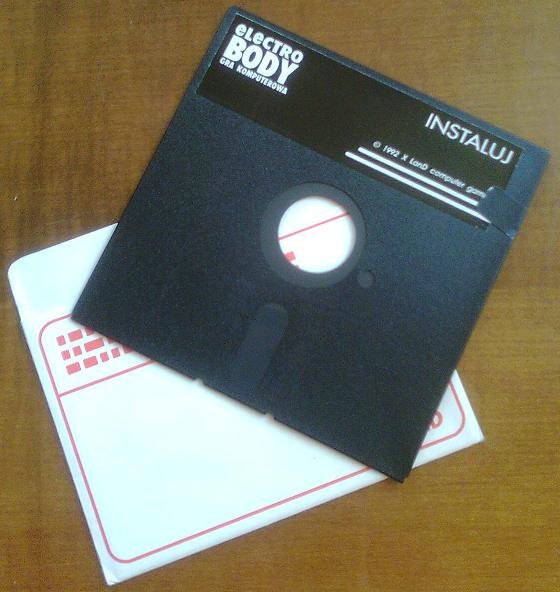 eLeCTRO
BODY
GRA KOMPUTEROWA
INSTALUJ
© 1992 X LanD computer gam